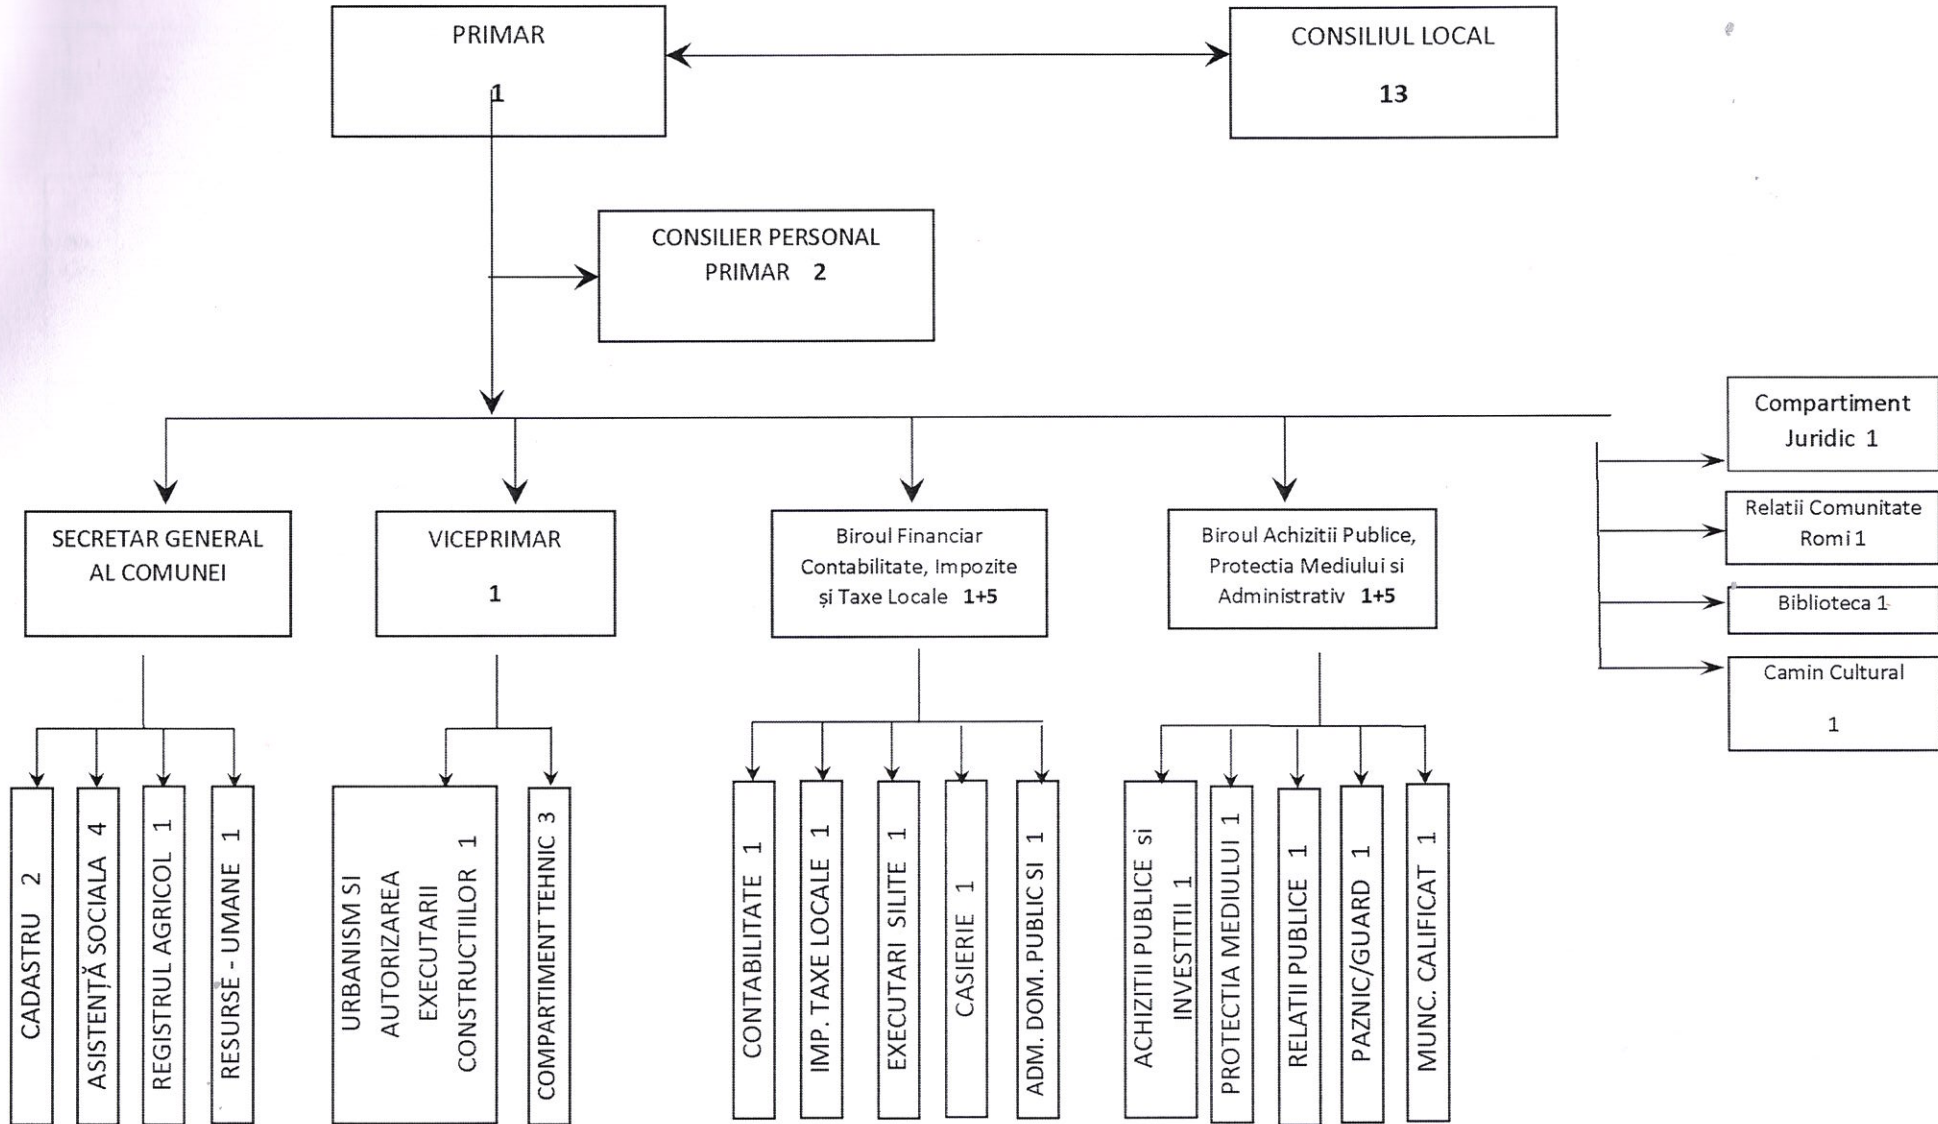 PRIMAR
1
CONSILIUL LOCAL
13
CONSILIER PERSONAL
PRIMAR 2
Compartiment
Juridic 1
Relatii Comunitate
Romi 1
Biblioteca 1
Camin Cultural
1
SECRETAR GENERAL
AL COMUNEI
VICEPRIMAR
1
Biroul Financiar
Contabilitate, Impozite
și Taxe Locale 1+5
Biroul Achizitii Publice,
Protectia Mediului si
Administrativ 1+5
CADASTRU 2
ASISTENȚĂ SOCIALA 4
REGISTRUL AGRICOL 1
RESURSE - UMANE 1
URBANISM SI
AUTORIZAREA
EXECUTARII
CONSTRUCTIILOR 1
COMPARTIMENT TEHNIC 3
CONTABILITATE 1
IMP. TAXE LOCALE 1
EXECUTARI SILITE 1
CASIERIE 1
ADM. DOM. PUBLIC SI 1
ACHIZITII PUBLICE si
INVESTITII 1
PROTECTIA MEDIULUI 1
RELATII PUBLICE 1
PAZNIC/GUARD 1
MUNC. CALIFICAT 1